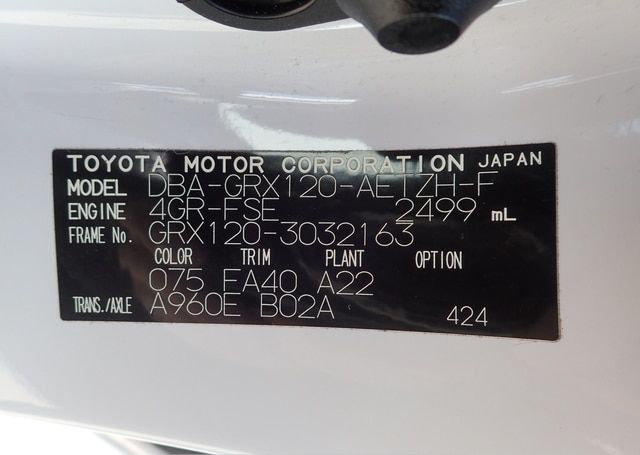 TOYOTA MOTOR CORPORATION JAPAN
MODEL DBA-GRX120-AETZH-F
ENGINE 4GR-FSE 2499 mL
FRAME No. GRX120-3032163
COLOR TRIM PLANT OPTION
075 FA40 A22
TRANS./AXLE A960E B02A 424